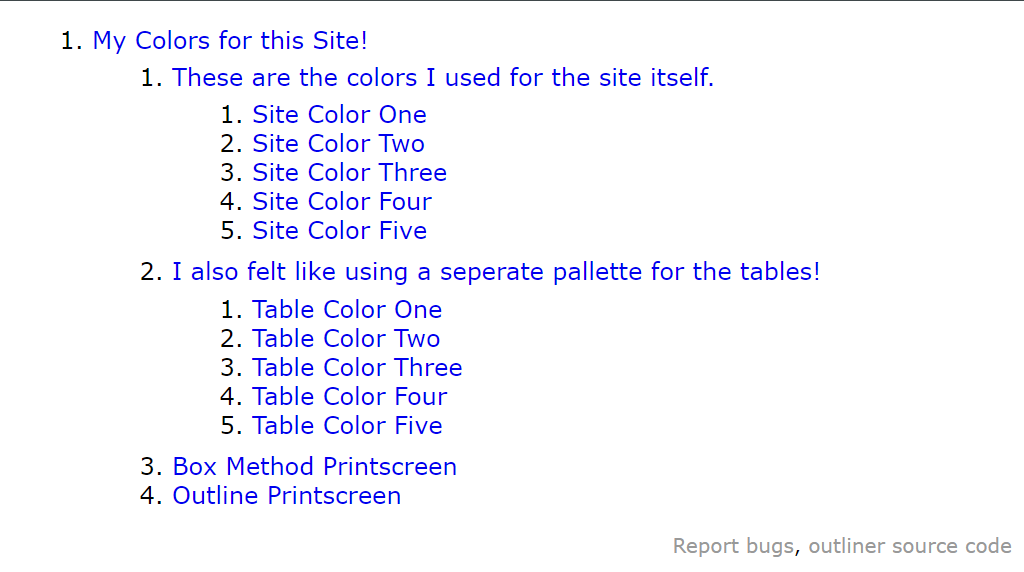 1. My Colors for this Site!
1. These are the colors I used for the site itself.
1. Site Color One
2. Site Color Two
3. Site Color Three
4. Site Color Four
5. Site Color Five
2. I also felt like using a seperate pallette for the tables!
1. Table Color One
2. Table Color Two
3. Table Color Three
4. Table Color Four
5. Table Color Five
3. Box Method Printscreen
4. Outline Printscreen
Report bugs, outliner source code